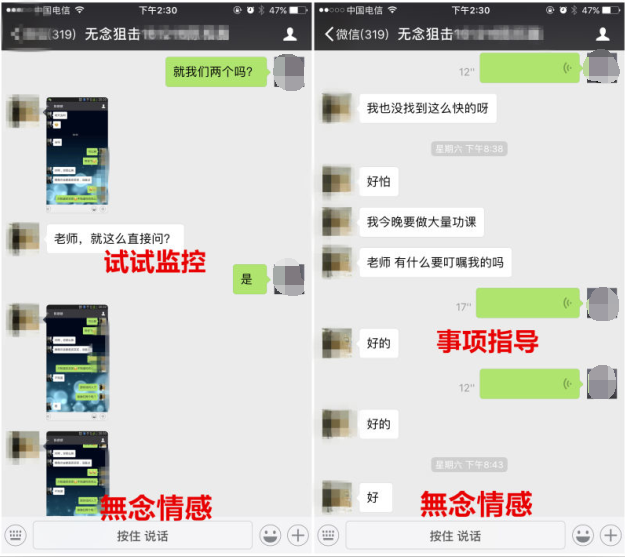 中国电信
下午2:30
47%
(319)
无念狙击
就我们两个吗?
老师，就这么直接问?
试试监控
是
無念情感
按住 说话
中国电信
下午2:30
47%
微信(319)
无念狙击
12"
我也没找到这么快的呀
星期六 下午8:36
好怕
我今晚要做大量功课
老师 有什么要叮嘱我的吗
17"
事项指导
好的
12"
好的
星期六 下午8:43
好
無念情感
按住 说话